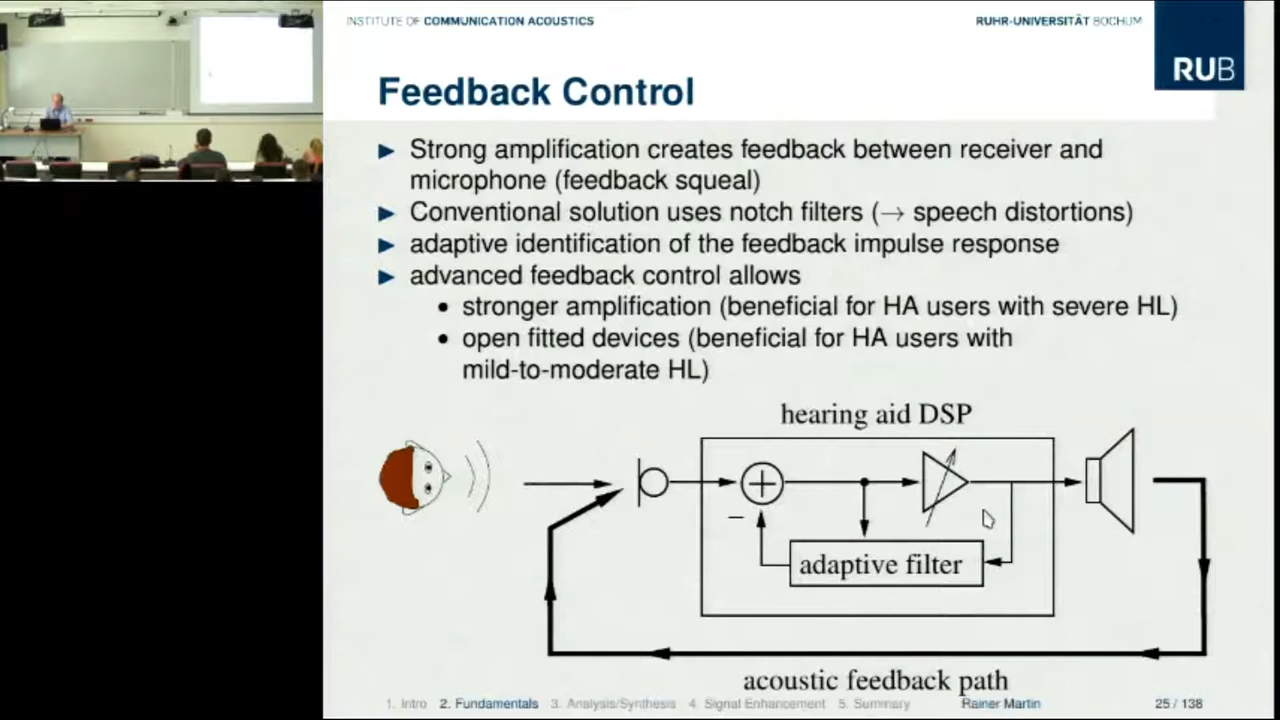 INSTITUTE OF COMMUNICATION ACOUSTICS
RUHR-UNIVERSITÄT BOCHUM
RUB
Feedback Control
Strong amplification creates feedback between receiver and
microphone (feedback squeal)
Conventional solution uses notch filters (→ speech distortions)
adaptive identification of the feedback impulse response
advanced feedback control allows
stronger amplification (beneficial for HA users with severe HL)
open fitted devices (beneficial for HA users with
mild-to-moderate HL)
hearing aid DSP
+
−
adaptive filter
acoustic feedback path
1. Intro 2. Fundamentals 3. Analysis/Synthesis 4. Signal Enhancement 5. Summary Rainer Martin 25 / 138